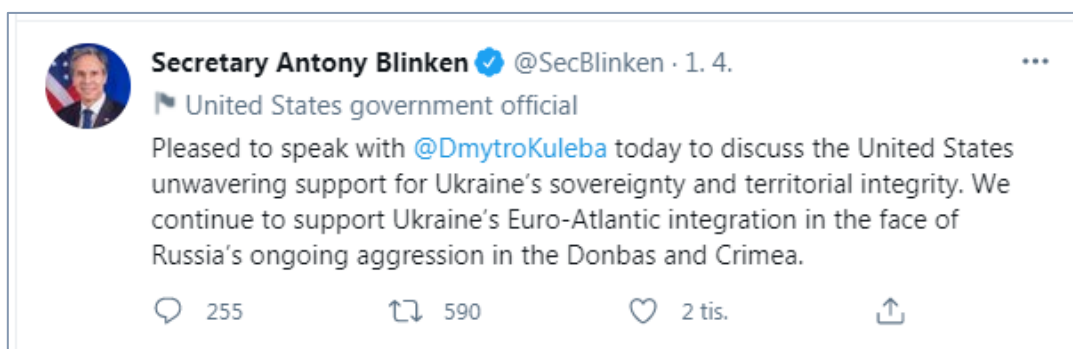 Secretary Antony Blinken @SecBlinken · 1. 4.
United States government official
Pleased to speak with @DmytroKuleba today to discuss the United States
unwavering support for Ukraine’s sovereignty and territorial integrity. We
continue to support Ukraine’s Euro-Atlantic integration in the face of
Russia’s ongoing aggression in the Donbas and Crimea.
255 590 2 tis.